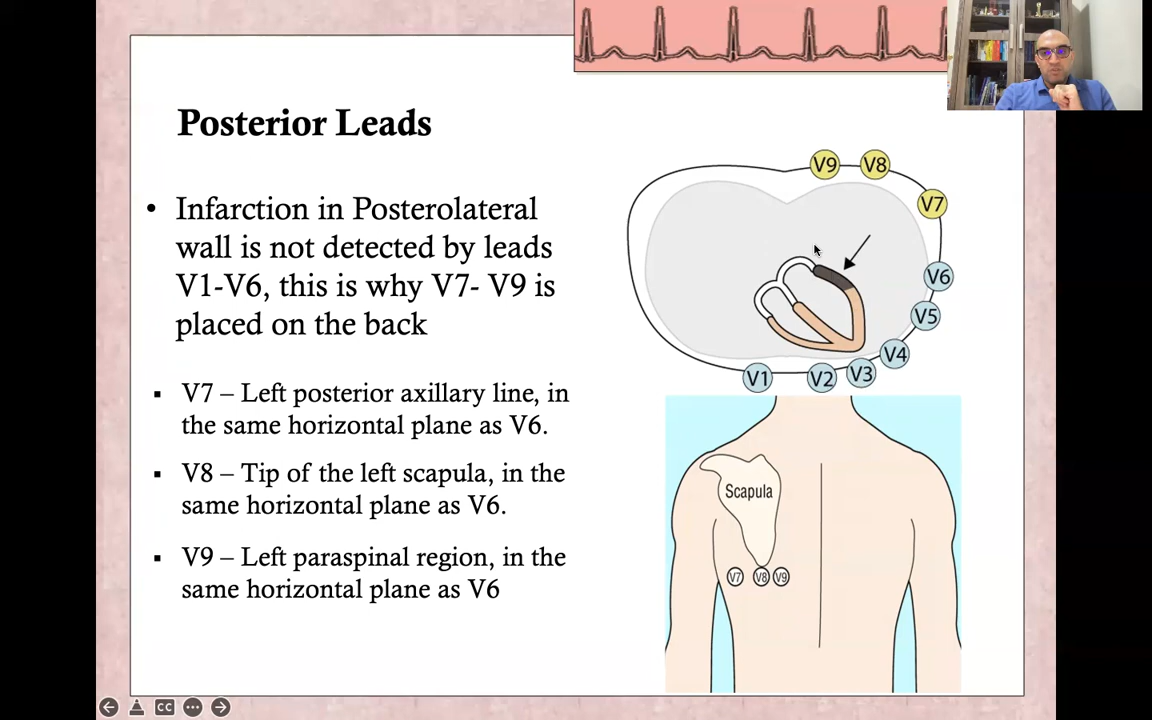 Posterior Leads
• Infarction in Posterolateral
wall is not detected by leads
V1-V6, this is why V7- V9 is
placed on the back
▪ V7 – Left posterior axillary line, in
the same horizontal plane as V6.
▪ V8 – Tip of the left scapula, in the
same horizontal plane as V6.
▪ V9 – Left paraspinal region, in the
same horizontal plane as V6
V9 V8
V7
V6
V5
V4
V3
V2
V1
Scapula
V7 V8 V9
CC